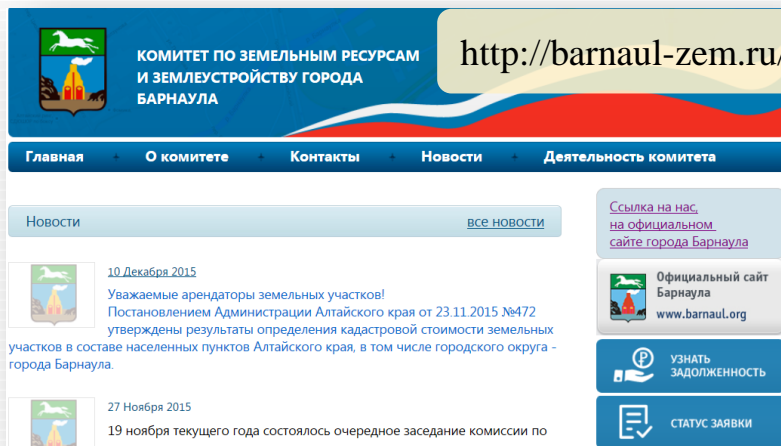 КОМИТЕТ ПО ЗЕМЕЛЬНЫМ РЕСУРСАМ
И ЗЕМЛЕУСТРОЙСТВУ ГОРОДА
БАРНАУЛА
http://barnaul-zem.ru/
Главная
О комитете
Контакты
Новости
Деятельность комитета
Новости
все новости
10 Декабря 2015
Уважаемые арендаторы земельных участков!
Постановлением Администрации Алтайского края от 23.11.2015 №472
утверждены результаты определения кадастровой стоимости земельных
участков в составе населенных пунктов Алтайского края, в том числе городского округа -
города Барнаула.
27 Ноября 2015
19 ноября текущего года состоялось очередное заседание комиссии по
Ссылка на нас,
на официальном
сайте города Барнаула
Официальный сайт
Барнаула
www.barnaul.org
УЗНАТЬ
ЗАДОЛЖЕННОСТЬ
СТАТУС ЗАЯВКИ